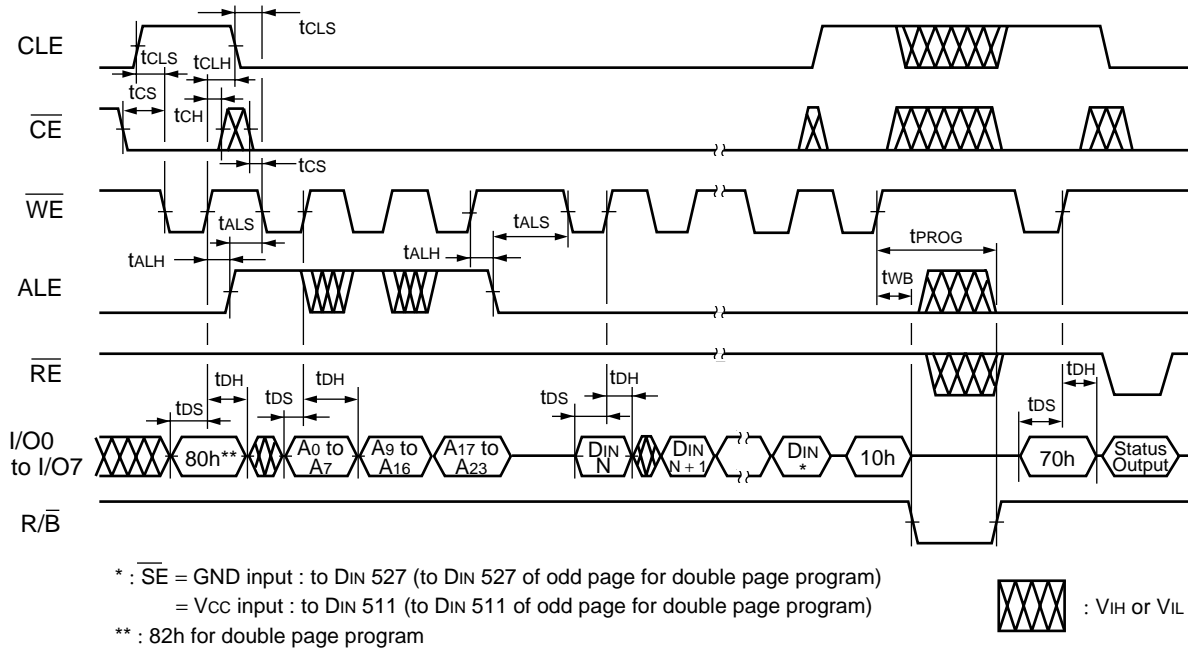 tCLS
CLE
tCLS
tCLH
tCS
tCH
CE
tCS
WE
tALS
tALS
tPROG
tALH
tALH
tWB
ALE
RE
tDH
tDH
tDH
tDH
tDS
tDS
tDS
tDS
I/O0
to I/O7
80h**
A0 to
A7
A9 to
A16
A17 to
A23
DIN
N
DIN
N + 1
DIN
*
10h
70h
Status
Output
R/B
* : SE = GND input : to DIN 527 (to DIN 527 of odd page for double page program)
= VCC input : to DIN 511 (to DIN 511 of odd page for double page program)
: VIH or VIL
** : 82h for double page program